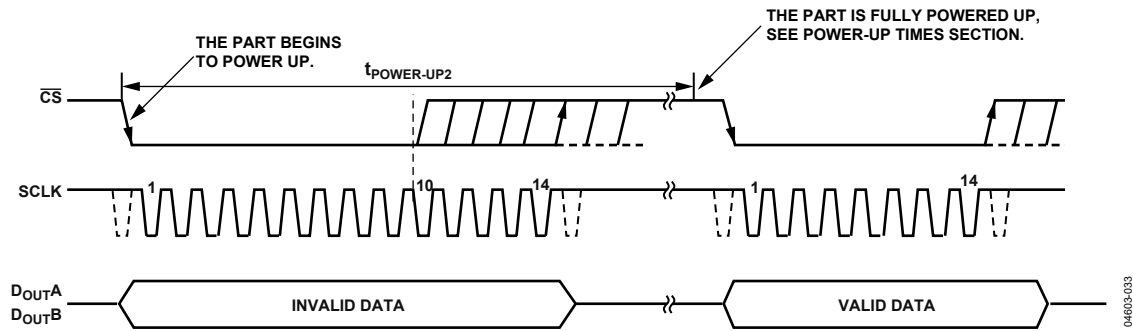 THE PART BEGINS
TO POWER UP.
THE PART IS FULLY POWERED UP,
SEE POWER-UP TIMES SECTION.
tPOWER-UP2
CS
SCLK
1
10
14
1
14
DOUTA
DOUTB
INVALID DATA
VALID DATA
04603-033